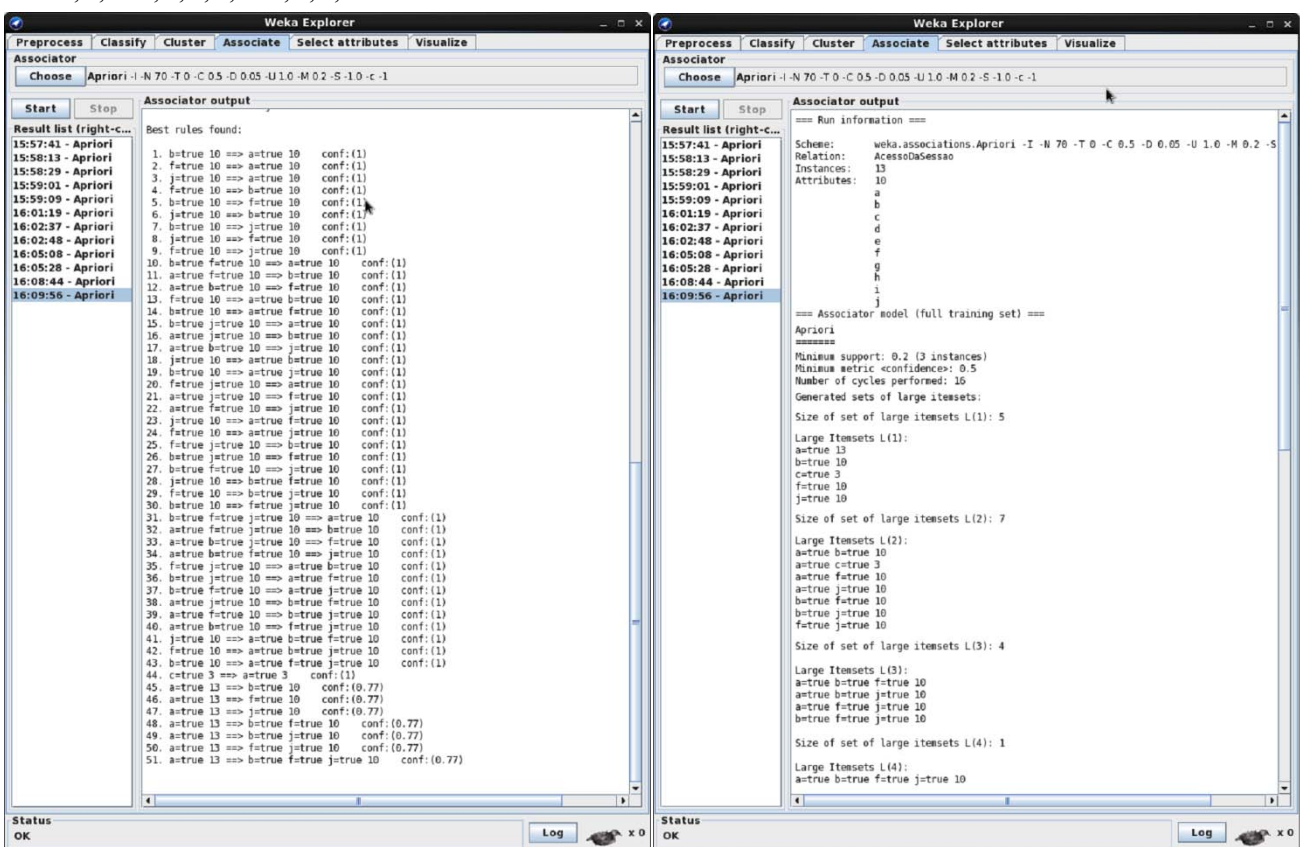 Weka Explorer
Preprocess Classify Cluster Associate Select attributes Visualize
Associator
Choose Apriori -I -N 70 -T 0 -C 0.5 -D 0.05 -U 1.0 -M 0.2 -S -1.0 -c -1
Start Stop
Result list (right-c...
15:57:41 - Apriori
15:58:13 - Apriori
15:58:29 - Apriori
15:59:01 - Apriori
15:59:09 - Apriori
16:01:19 - Apriori
16:02:37 - Apriori
16:02:48 - Apriori
16:05:08 - Apriori
16:05:28 - Apriori
16:08:44 - Apriori
16:09:56 - Apriori
Associator output
Best rules found:
1. b=true 10 ==> a=true 10 conf:(1)
2. f=true 10 ==> a=true 10 conf:(1)
3. j=true 10 ==> a=true 10 conf:(1)
4. f=true 10 ==> b=true 10 conf:(1)
5. b=true 10 ==> f=true 10 conf:(1)
6. j=true 10 ==> b=true 10 conf:(1)
7. b=true 10 ==> j=true 10 conf:(1)
8. j=true 10 ==> f=true 10 conf:(1)
9. f=true 10 ==> j=true 10 conf:(1)
10. b=true f=true 10 ==> a=true 10 conf:(1)
11. a=true f=true 10 ==> b=true 10 conf:(1)
12. a=true b=true 10 ==> f=true 10 conf:(1)
13. f=true 10 ==> a=true b=true 10 conf:(1)
14. b=true 10 ==> a=true f=true 10 conf:(1)
15. b=true j=true 10 ==> a=true 10 conf:(1)
16. a=true j=true 10 ==> b=true 10 conf:(1)
17. a=true b=true 10 ==> j=true 10 conf:(1)
18. j=true 10 ==> a=true b=true 10 conf:(1)
19. b=true 10 ==> a=true j=true 10 conf:(1)
20. f=true j=true 10 ==> a=true 10 conf:(1)
21. a=true j=true 10 ==> f=true 10 conf:(1)
22. a=true f=true 10 ==> j=true 10 conf:(1)
23. j=true 10 ==> a=true f=true 10 conf:(1)
24. f=true 10 ==> a=true j=true 10 conf:(1)
25. f=true j=true 10 ==> b=true 10 conf:(1)
26. b=true j=true 10 ==> f=true 10 conf:(1)
27. b=true f=true 10 ==> j=true 10 conf:(1)
28. j=true 10 ==> b=true f=true 10 conf:(1)
29. f=true 10 ==> b=true j=true 10 conf:(1)
30. b=true 10 ==> f=true j=true 10 conf:(1)
31. b=true f=true j=true 10 ==> a=true 10 conf:(1)
32. a=true f=true j=true 10 ==> b=true 10 conf:(1)
33. a=true b=true j=true 10 ==> f=true 10 conf:(1)
34. a=true b=true f=true 10 ==> j=true 10 conf:(1)
35. f=true j=true 10 ==> a=true b=true 10 conf:(1)
36. b=true j=true 10 ==> a=true f=true 10 conf:(1)
37. b=true f=true 10 ==> a=true j=true 10 conf:(1)
38. a=true j=true 10 ==> b=true f=true 10 conf:(1)
39. a=true f=true 10 ==> b=true j=true 10 conf:(1)
40. a=true b=true 10 ==> f=true j=true 10 conf:(1)
41. j=true 10 ==> a=true b=true f=true 10 conf:(1)
42. f=true 10 ==> a=true b=true j=true 10 conf:(1)
43. b=true 10 ==> a=true f=true j=true 10 conf:(1)
44. c=true 3 ==> a=true 3 conf:(1)
45. a=true 13 ==> b=true 10 conf:(0.77)
46. a=true 13 ==> f=true 10 conf:(0.77)
47. a=true 13 ==> j=true 10 conf:(0.77)
48. a=true 13 ==> b=true f=true 10 conf:(0.77)
49. a=true 13 ==> b=true j=true 10 conf:(0.77)
50. a=true 13 ==> f=true j=true 10 conf:(0.77)
51. a=true 13 ==> b=true f=true j=true 10 conf:(0.77)
Status
OK
Log x 0
Weka Explorer
Preprocess Classify Cluster Associate Select attributes Visualize
Associator
Choose Apriori -I -N 70 -T 0 -C 0.5 -D 0.05 -U 1.0 -M 0.2 -S -1.0 -c -1
Start Stop
Result list (right-c...
15:57:41 - Apriori
15:58:13 - Apriori
15:58:29 - Apriori
15:59:01 - Apriori
15:59:09 - Apriori
16:01:19 - Apriori
16:02:37 - Apriori
16:02:48 - Apriori
16:05:08 - Apriori
16:05:28 - Apriori
16:08:44 - Apriori
16:09:56 - Apriori
Associator output
=== Run information ===
Scheme: weka.associations.Apriori -I -N 70 -T 0 -C 0.5 -D 0.05 -U 1.0 -M 0.2 -S
Relation: AcessoDaSessao
Instances: 13
Attributes: 10
a
b
c
d
e
f
g
h
i
j
=== Associator model (full training set) ===
Apriori
=======
Minimum support: 0.2 (3 instances)
Minimum metric <confidence>: 0.5
Number of cycles performed: 16
Generated sets of large itemsets:
Size of set of large itemsets L(1): 5
Large Itemsets L(1):
a=true 13
b=true 10
c=true 3
f=true 10
j=true 10
Size of set of large itemsets L(2): 7
Large Itemsets L(2):
a=true b=true 10
a=true c=true 3
a=true f=true 10
a=true j=true 10
b=true f=true 10
b=true j=true 10
f=true j=true 10
Size of set of large itemsets L(3): 4
Large Itemsets L(3):
a=true b=true f=true 10
a=true b=true j=true 10
a=true f=true j=true 10
b=true f=true j=true 10
Size of set of large itemsets L(4): 1
Large Itemsets L(4):
a=true b=true f=true j=true 10
Status
OK
Log x 0